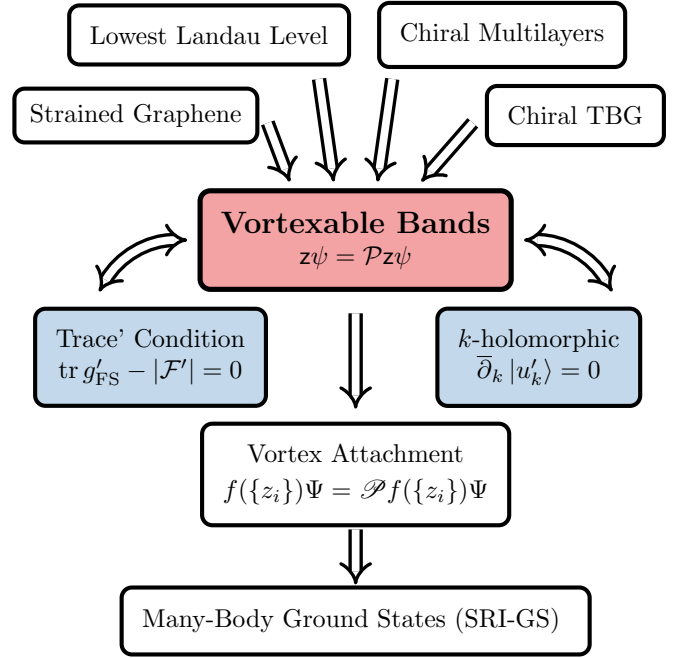 Lowest Landau Level
Chiral Multilayers
Strained Graphene
Chiral TBG
Vortexable Bands
zψ = 𝒫zψ
Trace' Condition
tr g′_FS − |ℱ′| = 0
k-holomorphic
∂̅_k |u′_k⟩ = 0
Vortex Attachment
f({z_i})Ψ = 𝒫f({z_i})Ψ
Many-Body Ground States (SRI-GS)